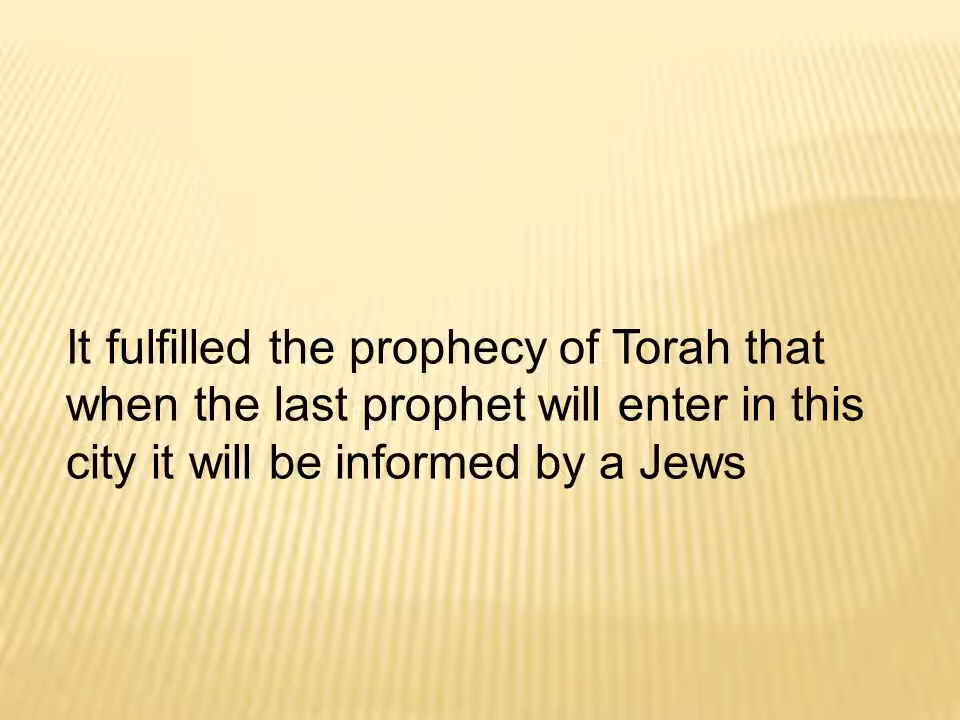 It fulfilled the prophecy of Torah that
when the last prophet will enter in this
city it will be informed by a Jews